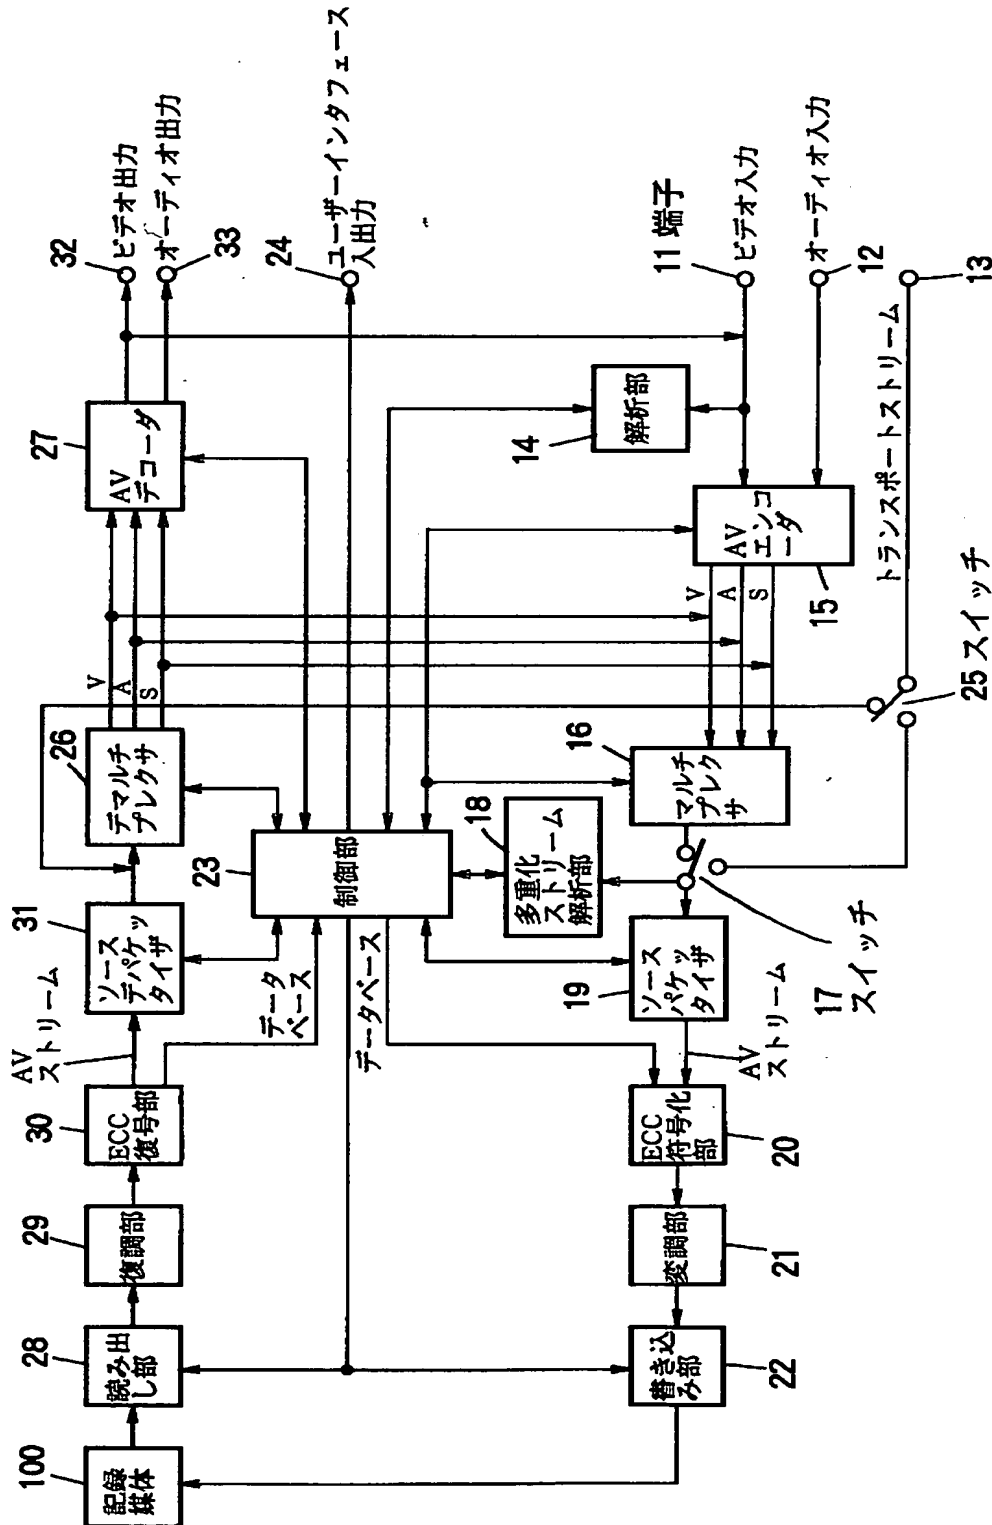 100
記録
媒体
28
読み出
し部
29
復調部
30
ECC
復号部
AV
ストリーム
31
ソース
デパケッ
タイザ
26
デマルチ
プレクサ
V
A
S
27
AV
デコーダ
32
ビデオ出力
オーディオ出力
33
データ
ベース
データベース
23
制御部
24
ユーザーインタフェース
入出力
18
多重化
ストリーム
解析部
14
解析部
11 端子
ビデオ入力
オーディオ入力
12
22
書き込
み部
21
変調部
20
ECC
符号化
部
AV
ストリーム
19
ソース
パケッ
タイザ
17
スイッチ
16
マルチ
プレク
サ
V
A
S
15
AV
エンコ
ーダ
トランスポートストリーム
13
25 スイッチ